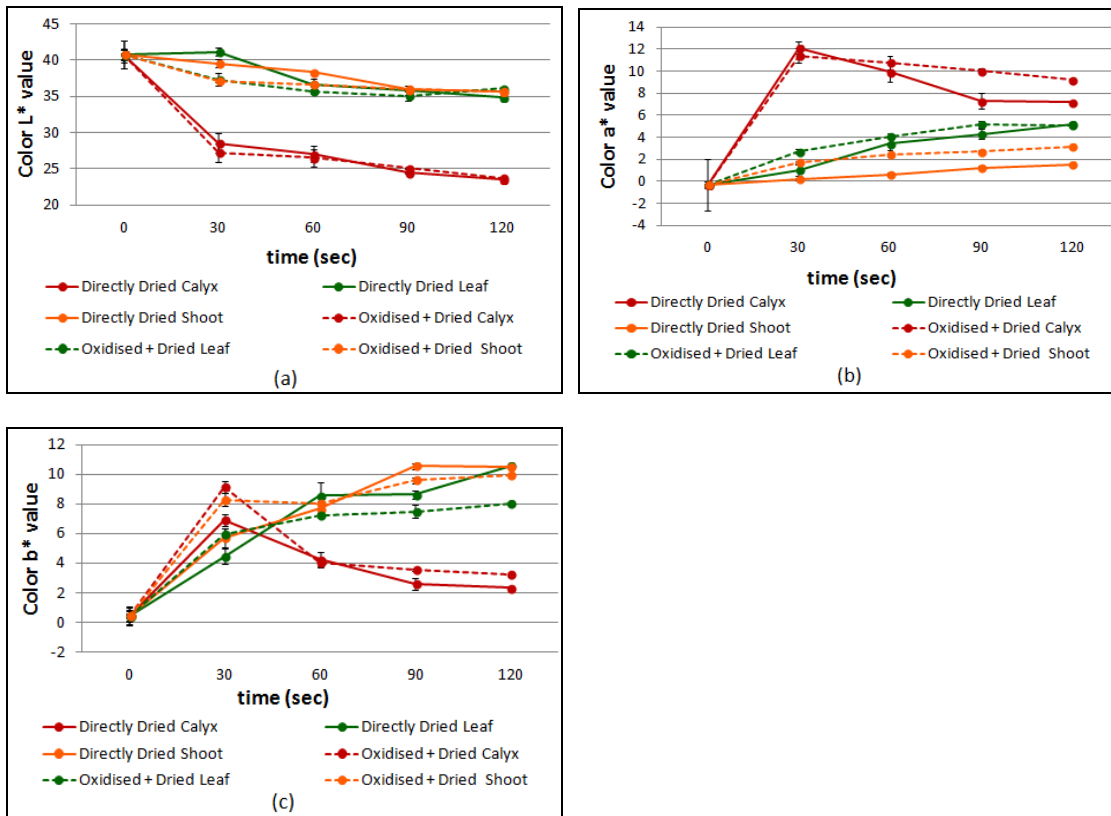 Color L* value
45
40
35
30
25
20
0 30 60 90 120
time (sec)
Directly Dried Calyx Directly Dried Leaf
Directly Dried Shoot Oxidised + Dried Calyx
Oxidised + Dried Leaf Oxidised + Dried Shoot
(a)
Color a* value
14
12
10
8
6
4
2
0
-2
-4
0 30 60 90 120
time (sec)
Directly Dried Calyx Directly Dried Leaf
Directly Dried Shoot Oxidised + Dried Calyx
Oxidised + Dried Leaf Oxidised + Dried Shoot
(b)
Color b* value
12
10
8
6
4
2
0
-2
0 30 60 90 120
time (sec)
Directly Dried Calyx Directly Dried Leaf
Directly Dried Shoot Oxidised + Dried Calyx
Oxidised + Dried Leaf Oxidised + Dried Shoot
(c)